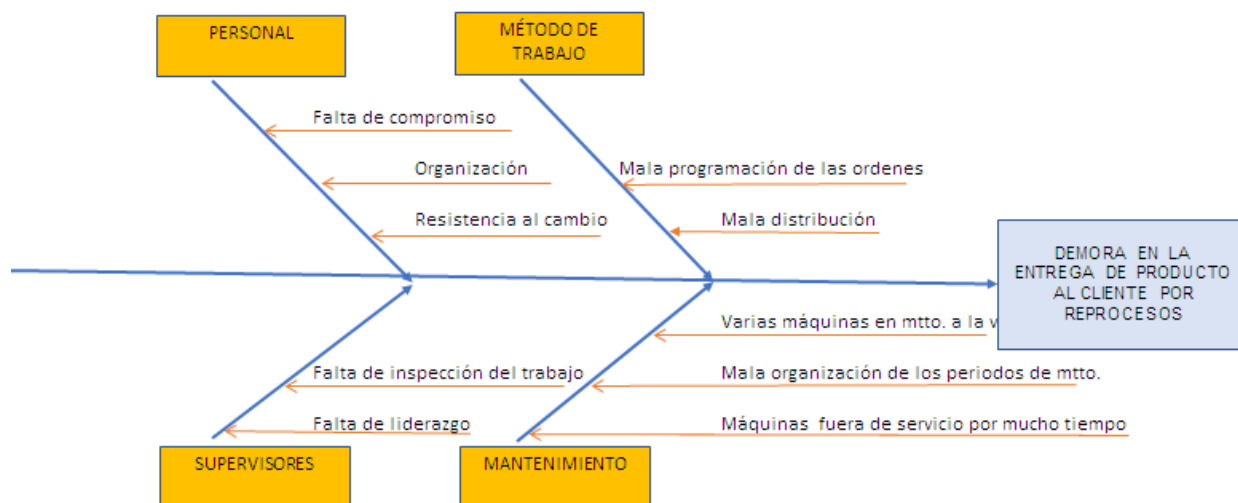 PERSONAL
MÉTODO DE
TRABAJO
Falta de compromiso
Organización
Resistencia al cambio
Mala programación de las ordenes
Mala distribución
DEMORA EN LA
ENTREGA DE PRODUCTO
AL CLIENTE POR
REPROCESOS
Varias máquinas en mtto. a la
Falta de inspección del trabajo
Mala organización de los periodos de mtto.
Falta de liderazgo
Máquinas fuera de servicio por mucho tiempo
SUPERVISORES
MANTENIMIENTO